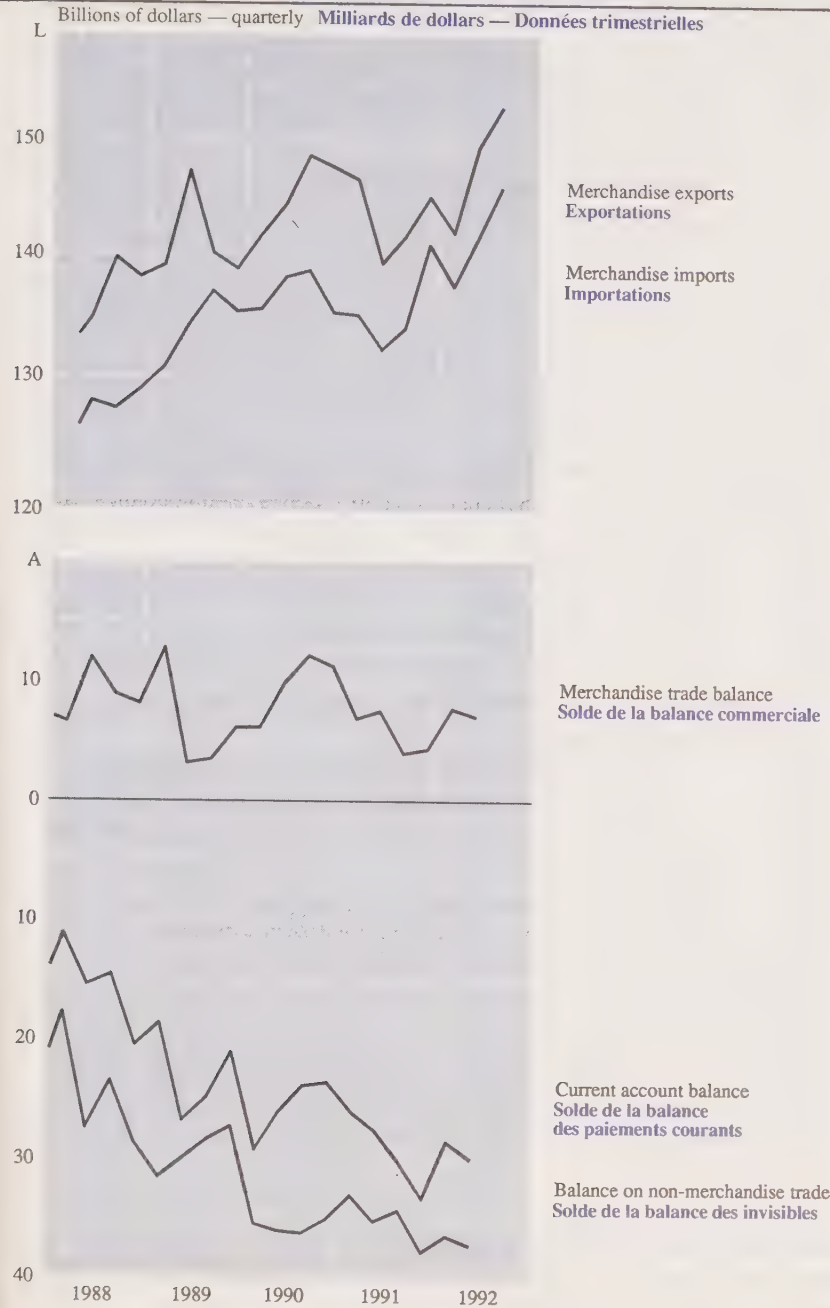 Billions of dollars — quarterly Milliards de dollars — Données trimestrielles
L
150
140
130
120
Merchandise exports
Exportations
Merchandise imports
Importations
A
10
0
10
20
30
40
Merchandise trade balance
Solde de la balance commerciale
Current account balance
Solde de la balance
des paiements courants
Balance on non-merchandise trade
Solde de la balance des invisibles
1988 1989 1990 1991 1992